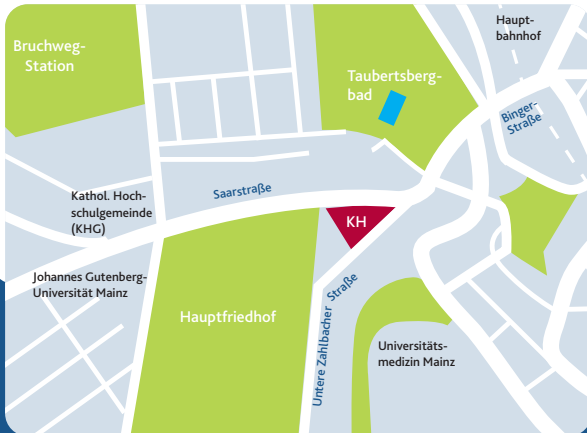 Haupt-
bahnhof
Bruchweg-
Station
Taubertsberg-
bad
Binger-
Straße
Saarstraße
Kathol. Hoch-
schulgemeinde
(KHG)
KH
Johannes Gutenberg-
Universität Mainz
Hauptfriedhof
Untere Zahlbacher Straße
Universitäts-
medizin Mainz